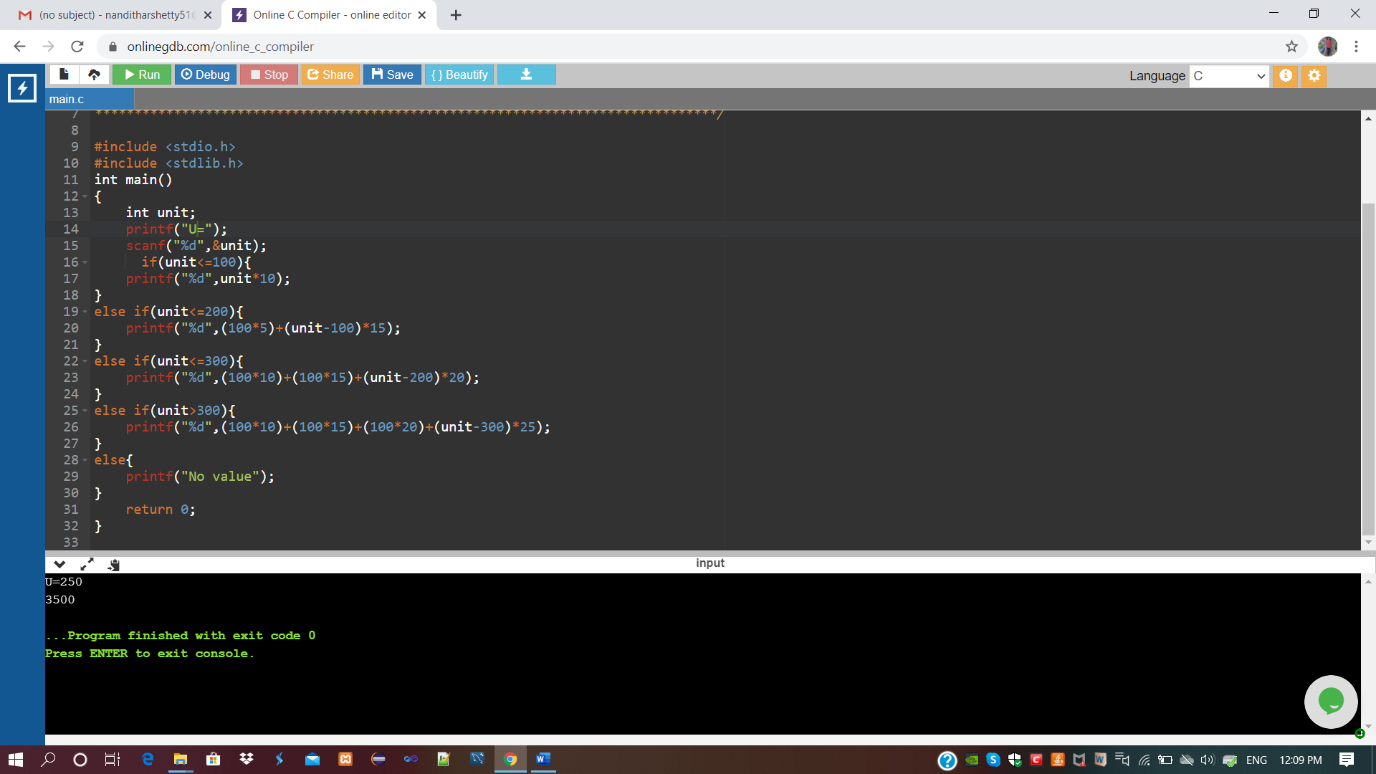 (no subject) - nanditharshetty516
Online C Compiler - online editor
onlinegdb.com/online_c_compiler
Run Debug Stop Share Save { } Beautify
Language C
main.c
7 ******************************************************************************/
8
9 #include <stdio.h>
10 #include <stdlib.h>
11 int main()
12 {
13     int unit;
14     printf("U=");
15     scanf("%d",&unit);
16       if(unit<=100){
17     printf("%d",unit*10);
18 }
19 else if(unit<=200){
20     printf("%d",(100*5)+(unit-100)*15);
21 }
22 else if(unit<=300){
23     printf("%d",(100*10)+(100*15)+(unit-200)*20);
24 }
25 else if(unit>300){
26     printf("%d",(100*10)+(100*15)+(100*20)+(unit-300)*25);
27 }
28 else{
29     printf("No value");
30 }
31     return 0;
32 }
33
input
U=250
3500
...Program finished with exit code 0
Press ENTER to exit console.
ENG 12:09 PM